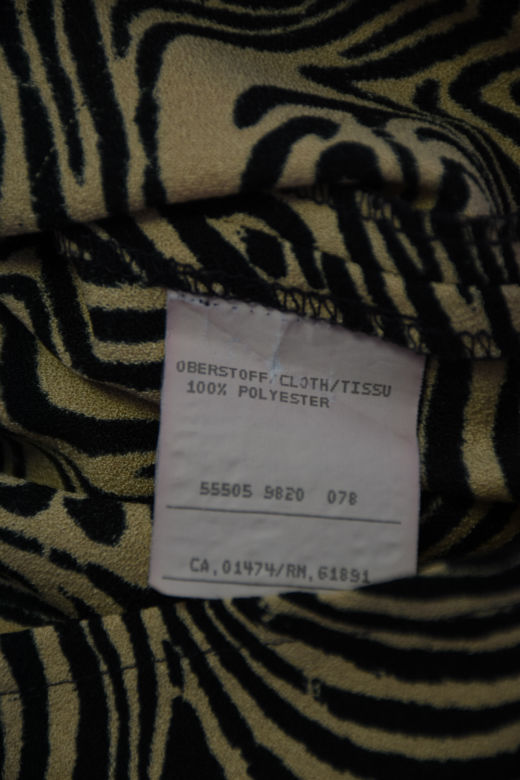 OBERSTOFF/CLOTH/TISSU
100% POLYESTER
55505 9820 078
CA,01474/RN,61891